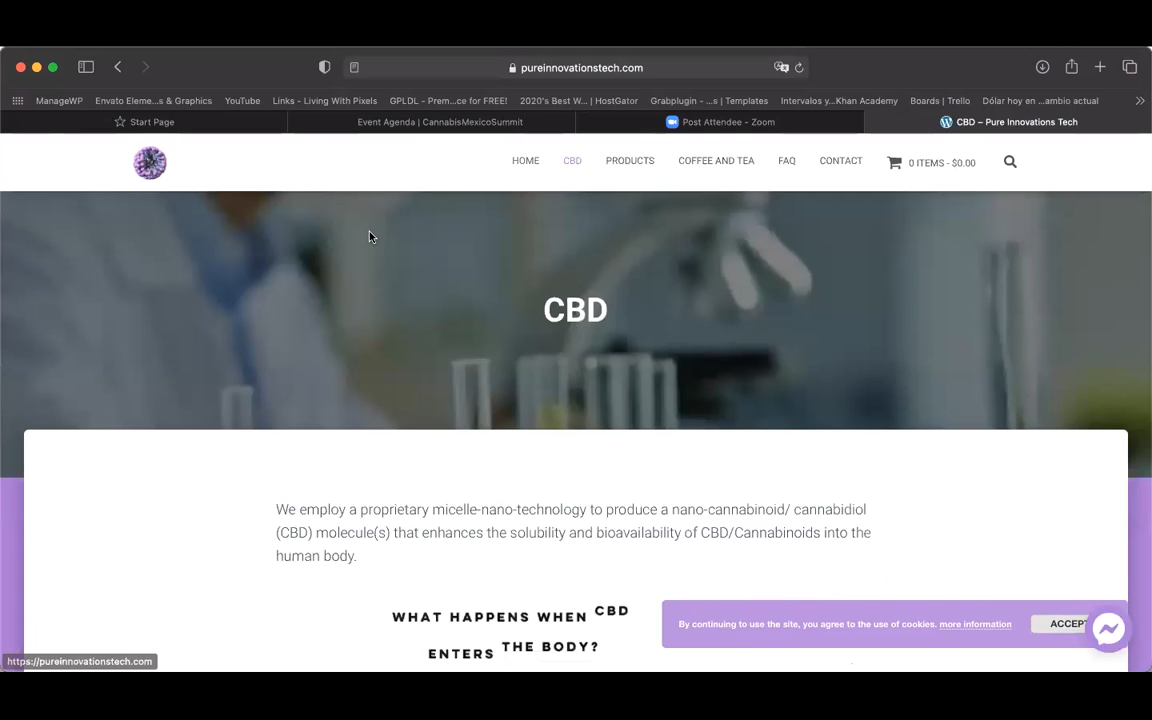 pureinnovationstech.com
ManageWP Envato Eleme...s & Graphics YouTube Links - Living With Pixels GPLDL - Prem...ce for FREE! 2020's Best W... | HostGator Grabplugin - ...s | Templates Intervalos y...Khan Academy Boards | Trello Dólar hoy en ...ambio actual
Start Page Event Agenda | CannabisMexicoSummit Post Attendee - Zoom CBD – Pure Innovations Tech
HOME CBD PRODUCTS COFFEE AND TEA FAQ CONTACT 0 ITEMS - $0.00
CBD
We employ a proprietary micelle-nano-technology to produce a nano-cannabinoid/ cannabidiol
(CBD) molecule(s) that enhances the solubility and bioavailability of CBD/Cannabinoids into the
human body.
WHAT HAPPENS WHEN CBD
ENTERS THE BODY?
By continuing to use the site, you agree to the use of cookies. more information ACCEPT
https://pureinnovationstech.com